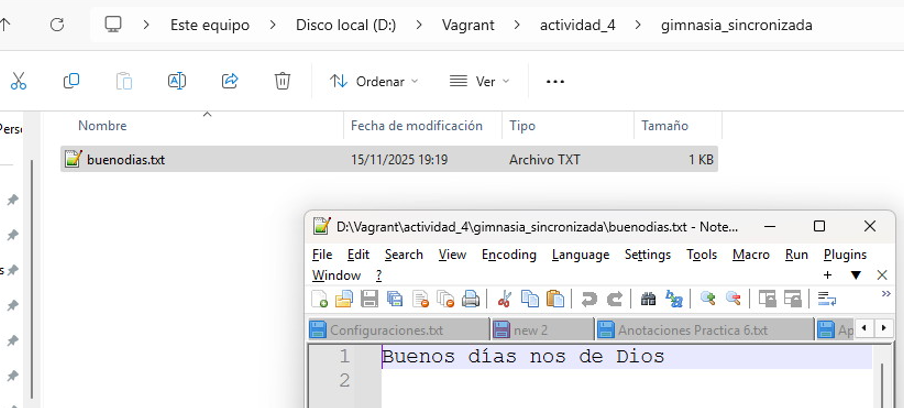 Este equipo > Disco local (D:) > Vagrant > actividad_4 > gimnasia_sincronizada
Ordenar Ver ...
Nombre Fecha de modificación Tipo Tamaño
buenodias.txt 15/11/2025 19:19 Archivo TXT 1 KB
D:\Vagrant\actividad_4\gimnasia_sincronizada\buenodias.txt - Note...
File Edit Search View Encoding Language Settings Tools Macro Run Plugins
Window ? + ▼ X
Configuraciones.txt new 2 Anotaciones Practica 6.txt
1 Buenos días nos de Dios
2